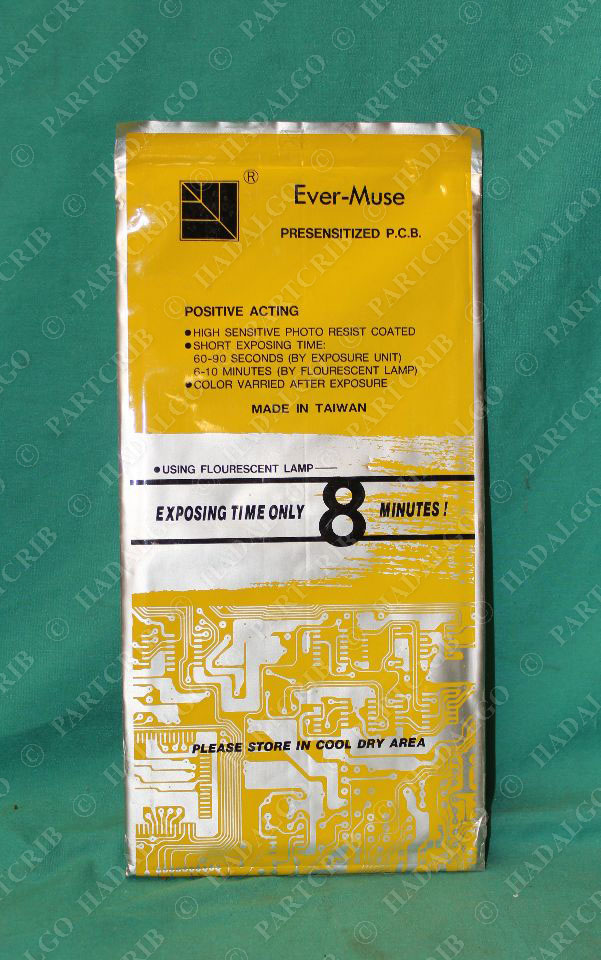 ®
Ever-Muse
PRESENSITIZED P.C.B.
POSITIVE ACTING
●HIGH SENSITIVE PHOTO RESIST COATED
●SHORT EXPOSING TIME:
60-90 SECONDS (BY EXPOSURE UNIT)
6-10 MINUTES (BY FLOURESCENT LAMP)
●COLOR VARRIED AFTER EXPOSURE
MADE IN TAIWAN
●USING FLOURESCENT LAMP
EXPOSING TIME ONLY 8 MINUTES!
PLEASE STORE IN COOL DRY AREA
© PARTCRIB © HADALGO